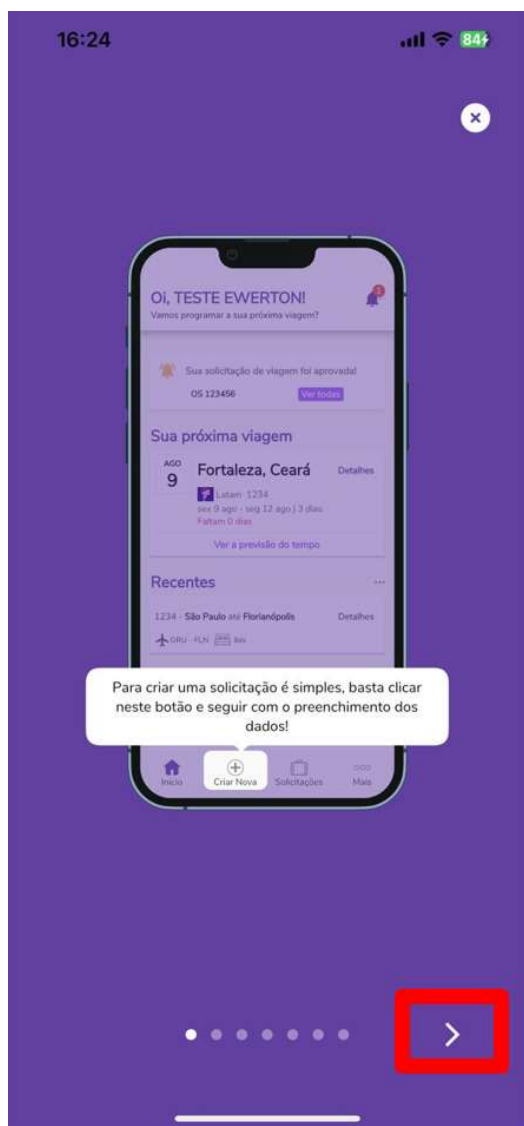 16:24
84
Oi, TESTE EWERTON!
1
Vamos programar a sua próxima viagem?
Sua solicitação de viagem foi aprovada!
OS 123456 Ver todas
Sua próxima viagem
AGO
9
Fortaleza, Ceará Detalhes
Latam 1234
sex 9 ago - seg 12 ago | 3 dias
Faltam 0 dias
Ver a previsão do tempo
Recentes
1234 - São Paulo até Florianópolis Detalhes
GRU - FLN
Para criar uma solicitação é simples, basta clicar
neste botão e seguir com o preenchimento dos
dados!
Início Criar Nova Solicitações Mais